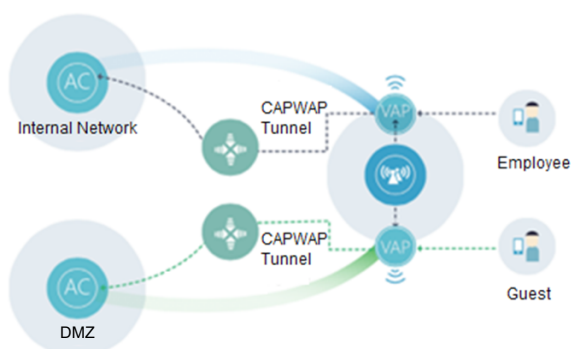 AC
Internal Network
CAPWAP
Tunnel
VAP
Employee
CAPWAP
Tunnel
VAP
AC
Guest
DMZ